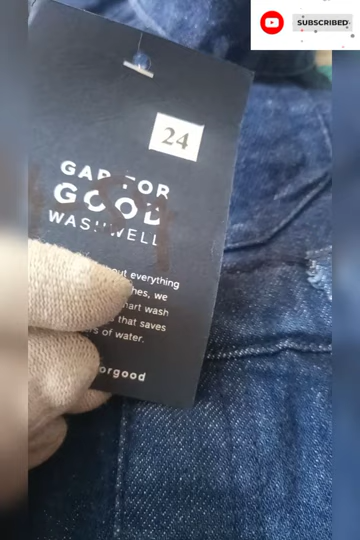 SUBSCRIBED
24
GAP FOR
GOOD
WASHWELL
out everything
hes, we
art wash
that saves
s of water.
orgood